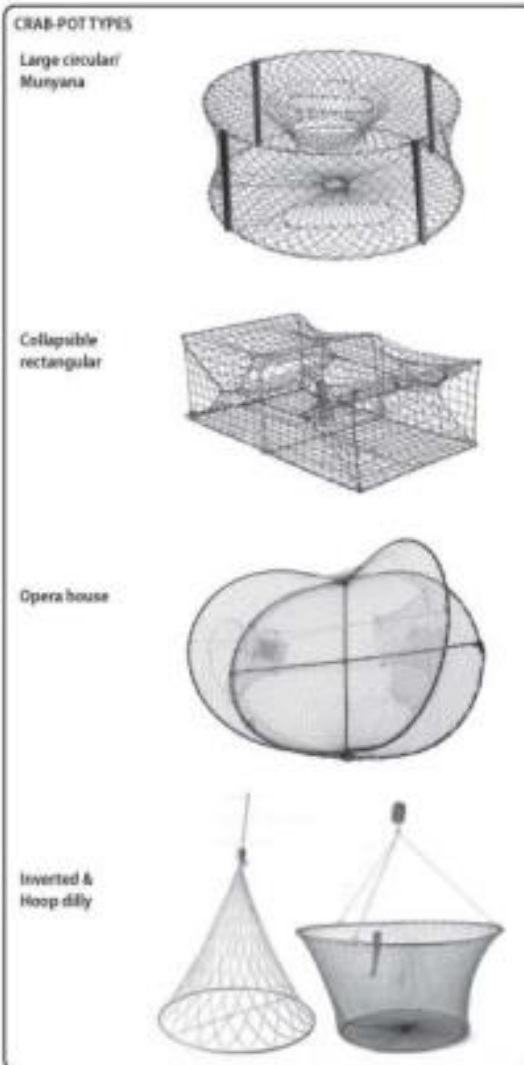 CRAB-POT TYPES
Large circular/
Munyana
Collapsible
rectangular
Opera house
Inverted &
Hoop dilly